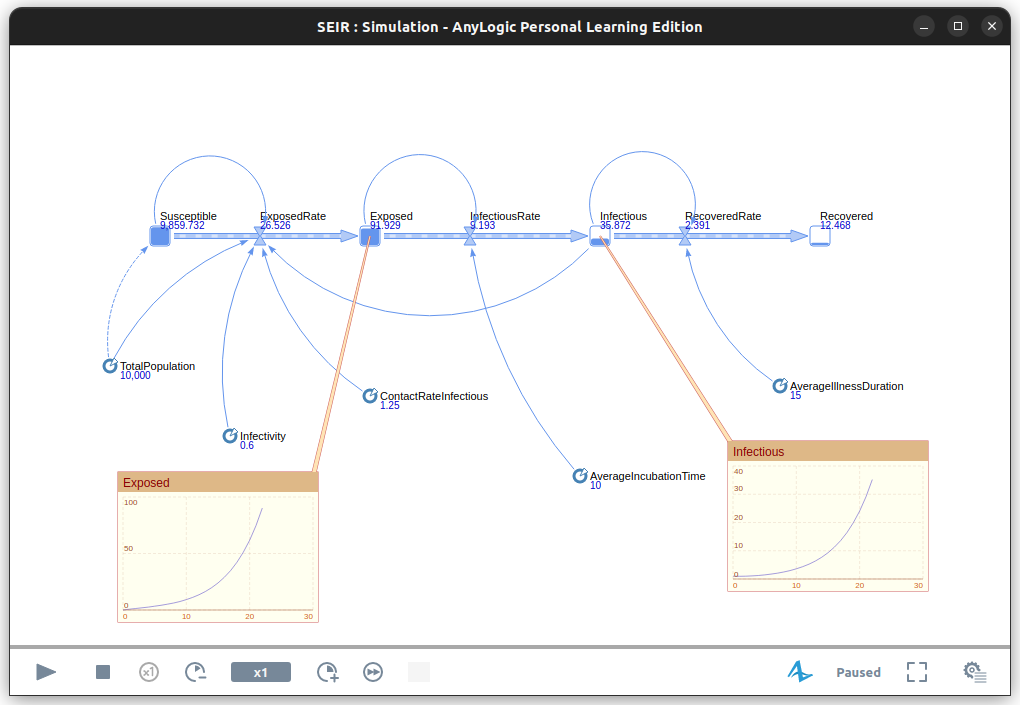 SEIR : Simulation - AnyLogic Personal Learning Edition
Susceptible
9,859.732
ExposedRate
26.526
Exposed
91.929
InfectiousRate
9.193
Infectious
35.872
RecoveredRate
2.391
Recovered
12.468
TotalPopulation
10,000
Infectivity
0.6
ContactRateInfectious
1.25
AverageIncubationTime
10
AverageIllnessDuration
15
Exposed
100
50
0
0 10 20 30
Infectious
40
30
20
10
0
0 10 20 30
x1
x1
Paused